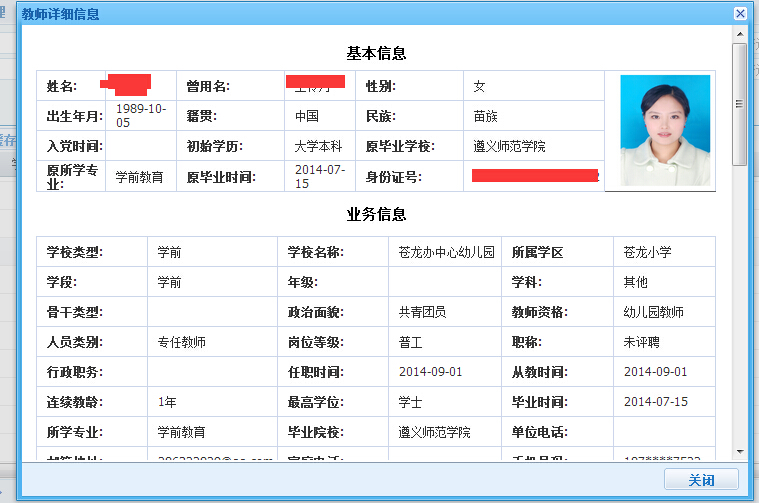 教师详细信息
基本信息
姓名: 曾用名: 性别: 女
出生年月: 1989-10-05 籍贯: 中国 民族: 苗族
入党时间: 初始学历: 大学本科 原毕业学校: 遵义师范学院
原所学专业: 学前教育 原毕业时间: 2014-07-15 身份证号:
业务信息
学校类型: 学前 学校名称: 苍龙办中心幼儿园 所属学区 苍龙小学
学段: 学前 年级: 学科: 其他
骨干类型: 政治面貌: 共青团员 教师资格: 幼儿园教师
人员类别: 专任教师 岗位等级: 普工 职称: 未评聘
行政职务: 任职时间: 2014-09-01 从教时间: 2014-09-01
连续教龄: 1年 最高学位: 学士 毕业时间: 2014-07-15
所学专业: 学前教育 毕业院校: 遵义师范学院 单位电话:
关闭